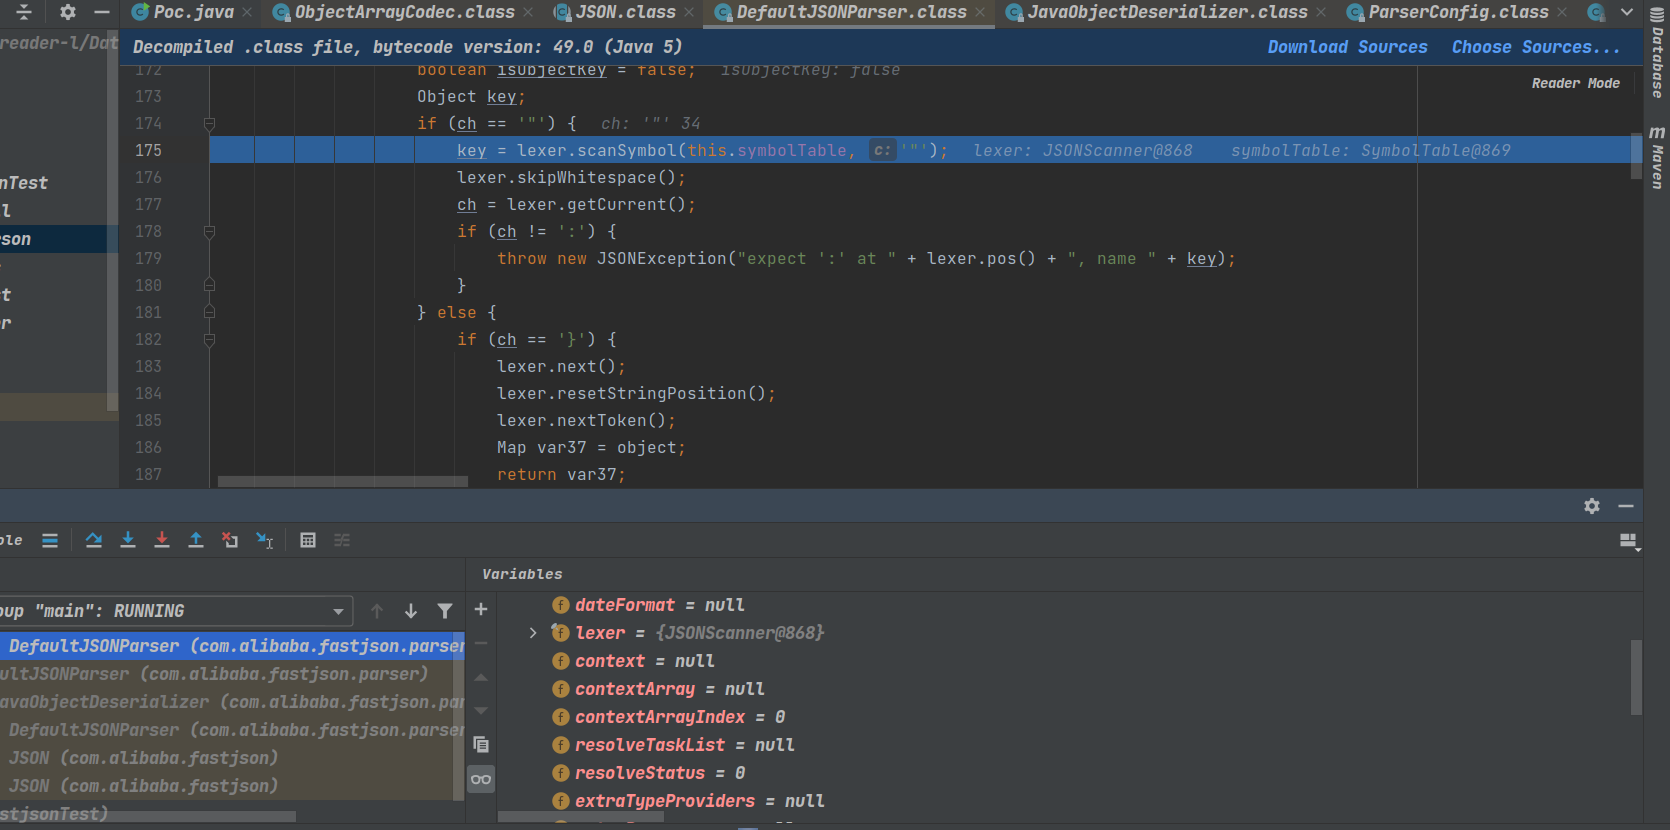 Poc.java ObjectArrayCodec.class JSON.class DefaultJSONParser.class JavaObjectDeserializer.class ParserConfig.class
reader-l/Dat
Decompiled .class file, bytecode version: 49.0 (Java 5) Download Sources Choose Sources...
Reader Mode
172 boolean isObjectKey = false; isObjectKey: false
173 Object key;
174 if (ch == '"') { ch: '"' 34
175 key = lexer.scanSymbol(this.symbolTable, c: '"'); lexer: JSONScanner@868 symbolTable: SymbolTable@869
176 lexer.skipWhitespace();
177 ch = lexer.getCurrent();
178 if (ch != ':') {
179 throw new JSONException("expect ':' at " + lexer.pos() + ", name " + key);
180 }
181 } else {
182 if (ch == '}') {
183 lexer.next();
184 lexer.resetStringPosition();
185 lexer.nextToken();
186 Map var37 = object;
187 return var37;
nTest
l
rson
t
er
Database
m Maven
ole
Variables
oup "main": RUNNING
DefaultJSONParser (com.alibaba.fastjson.parser
ultJSONParser (com.alibaba.fastjson.parser)
avaObjectDeserializer (com.alibaba.fastjson.par
DefaultJSONParser (com.alibaba.fastjson.parser
JSON (com.alibaba.fastjson)
JSON (com.alibaba.fastjson)
stjsonTest)
dateFormat = null
lexer = {JSONScanner@868}
context = null
contextArray = null
contextArrayIndex = 0
resolveTaskList = null
resolveStatus = 0
extraTypeProviders = null